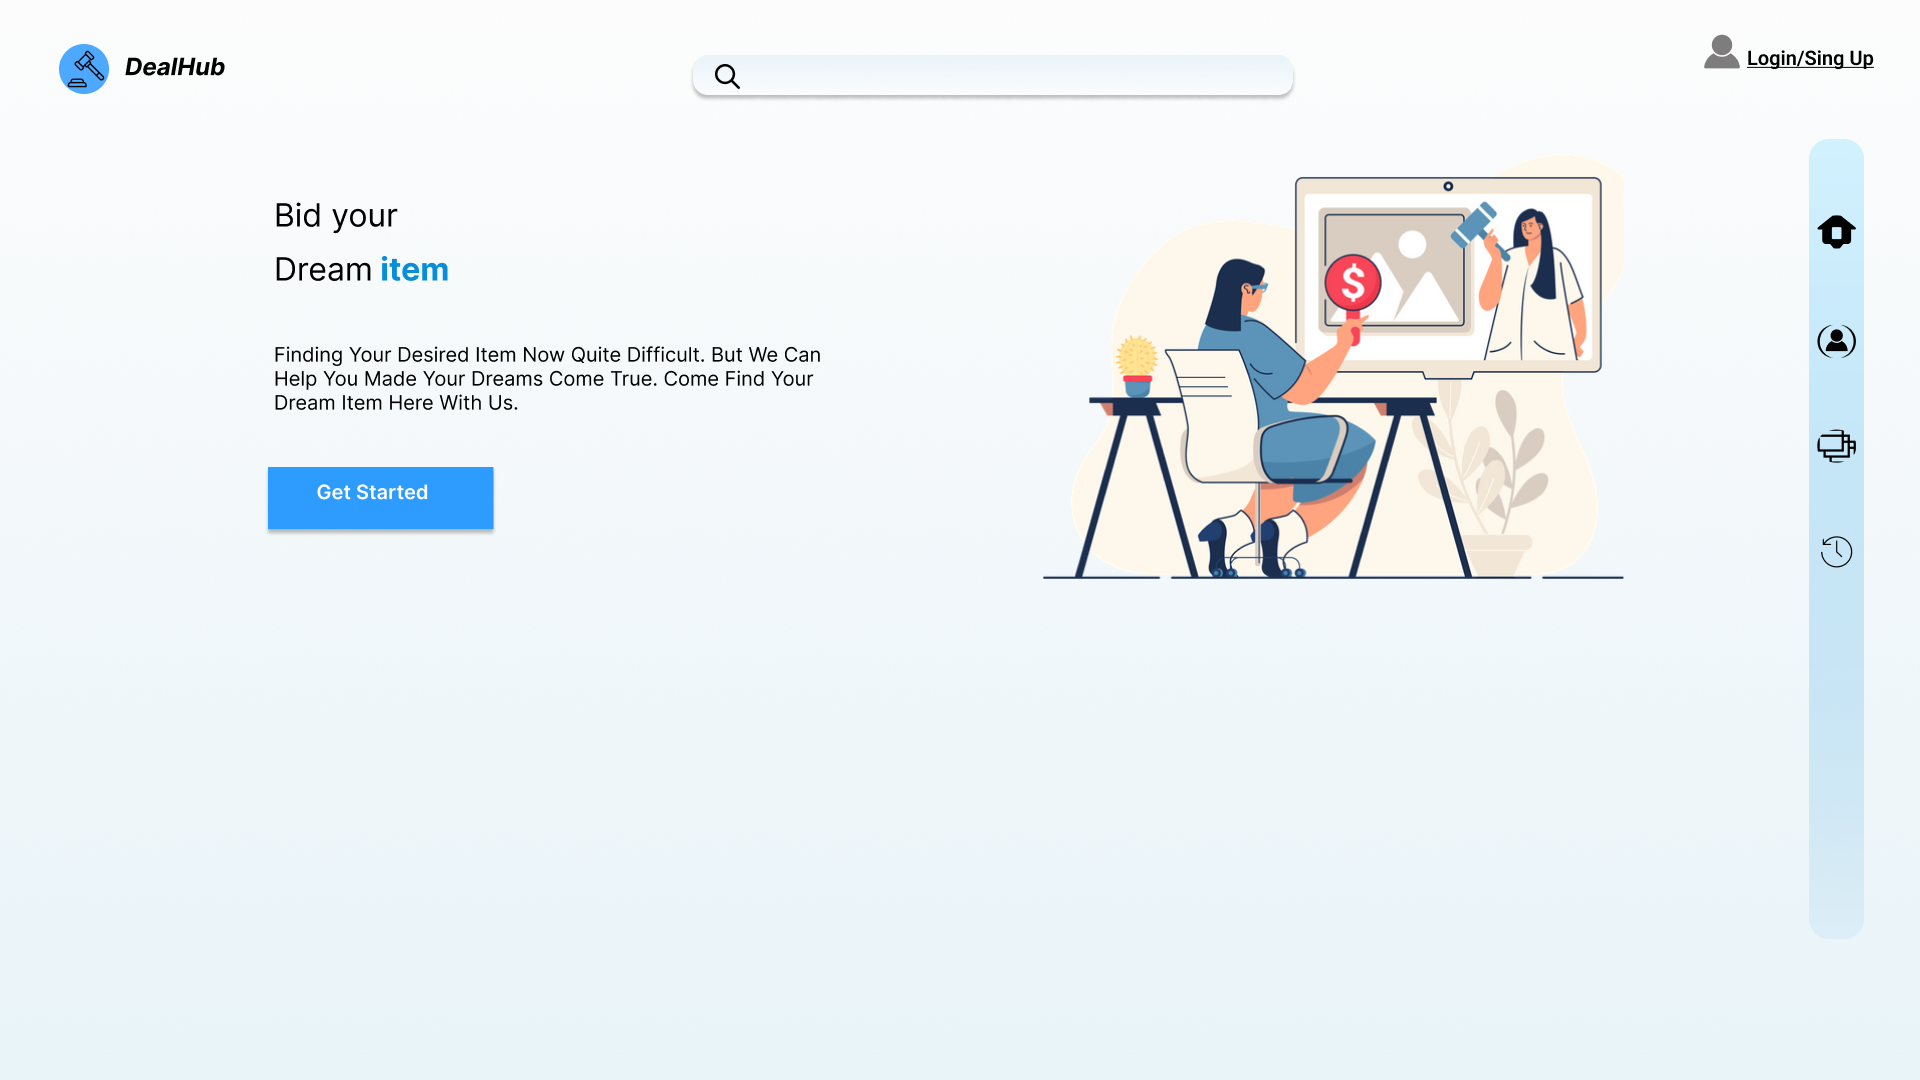 DealHub
Login/Sing Up
Bid your
Dream item
Finding Your Desired Item Now Quite Difficult. But We Can
Help You Made Your Dreams Come True. Come Find Your
Dream Item Here With Us.
Get Started
$